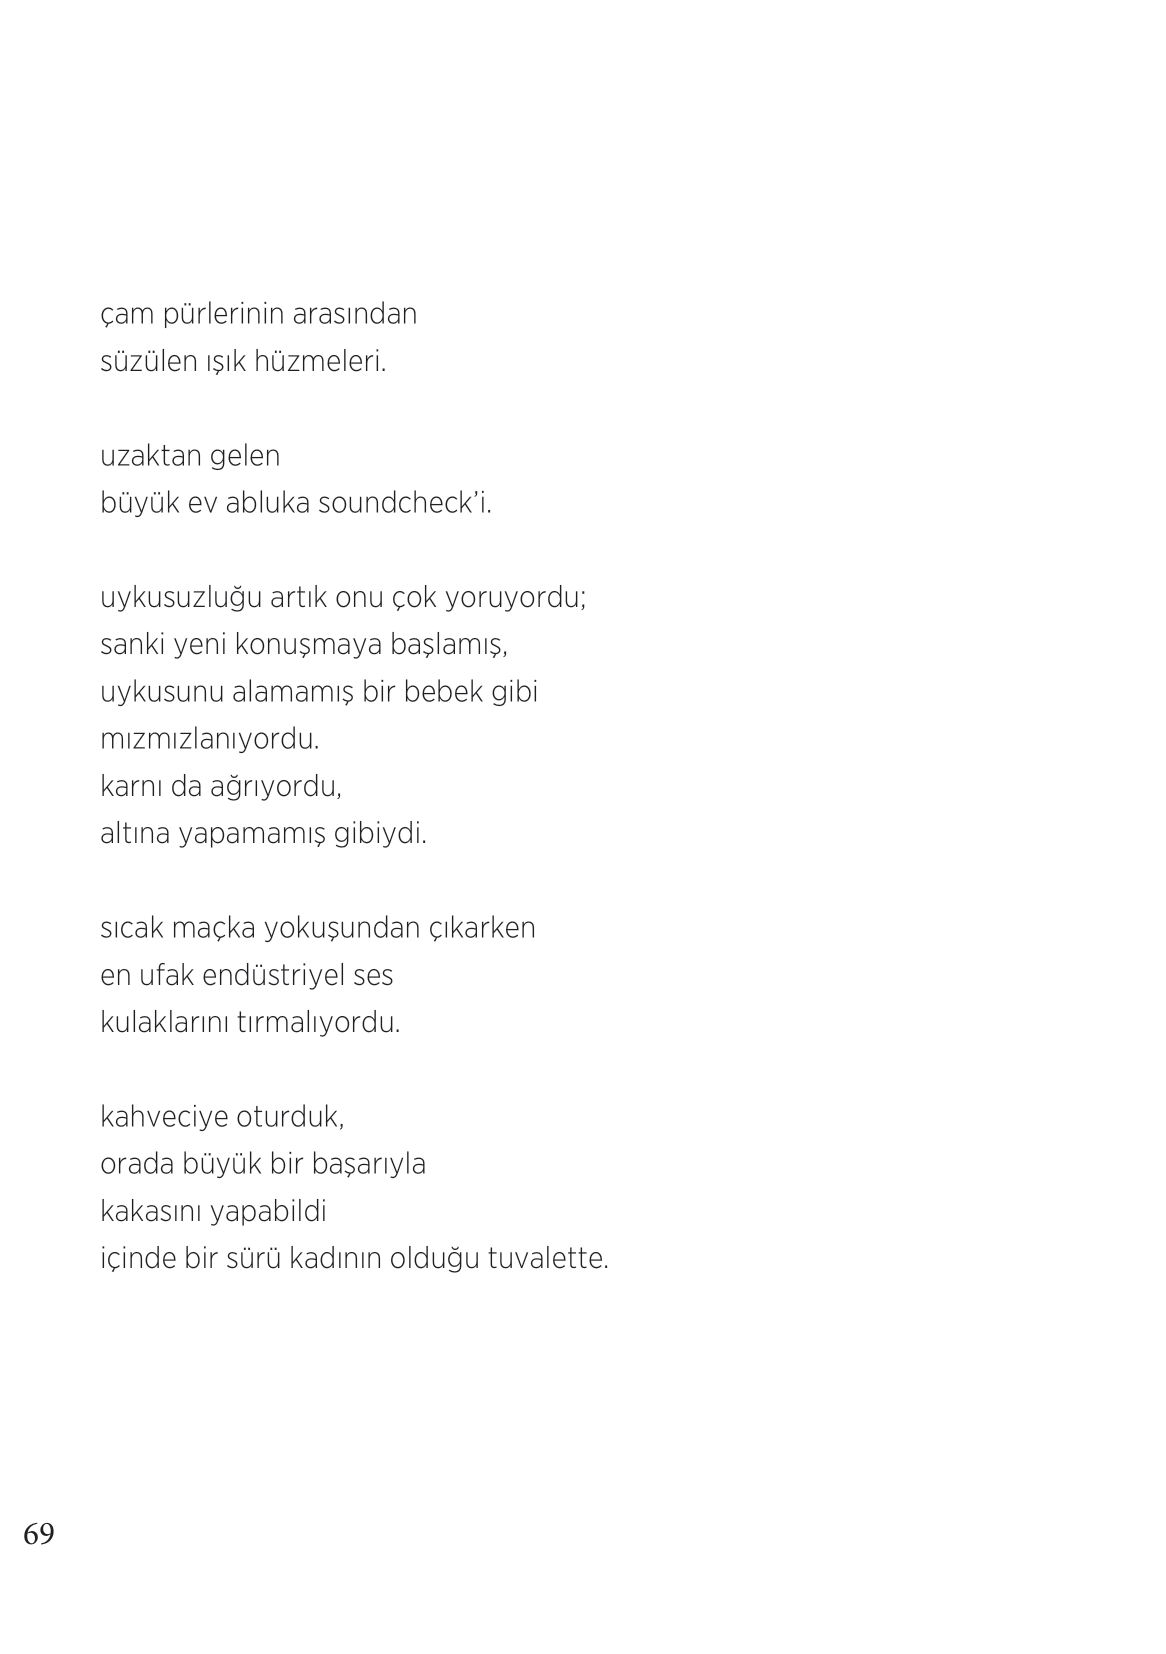 çam pürlerinin arasından
süzülen ışık hüzmeleri.
uzaktan gelen
büyük ev abluka soundcheck’i.
uykusuzluğu artık onu çok yoruyordu;
sanki yeni konuşmaya başlamış,
uykusunu alamamış bir bebek gibi
mızmızlanıyordu.
karnı da ağrıyordu,
altına yapamamış gibiydi.
sıcak maçka yokuşundan çıkarken
en ufak endüstriyel ses
kulaklarını tırmalıyordu.
kahveciye oturduk,
orada büyük bir başarıyla
kakasını yapabildi
içinde bir sürü kadının olduğu tuvalette.
69